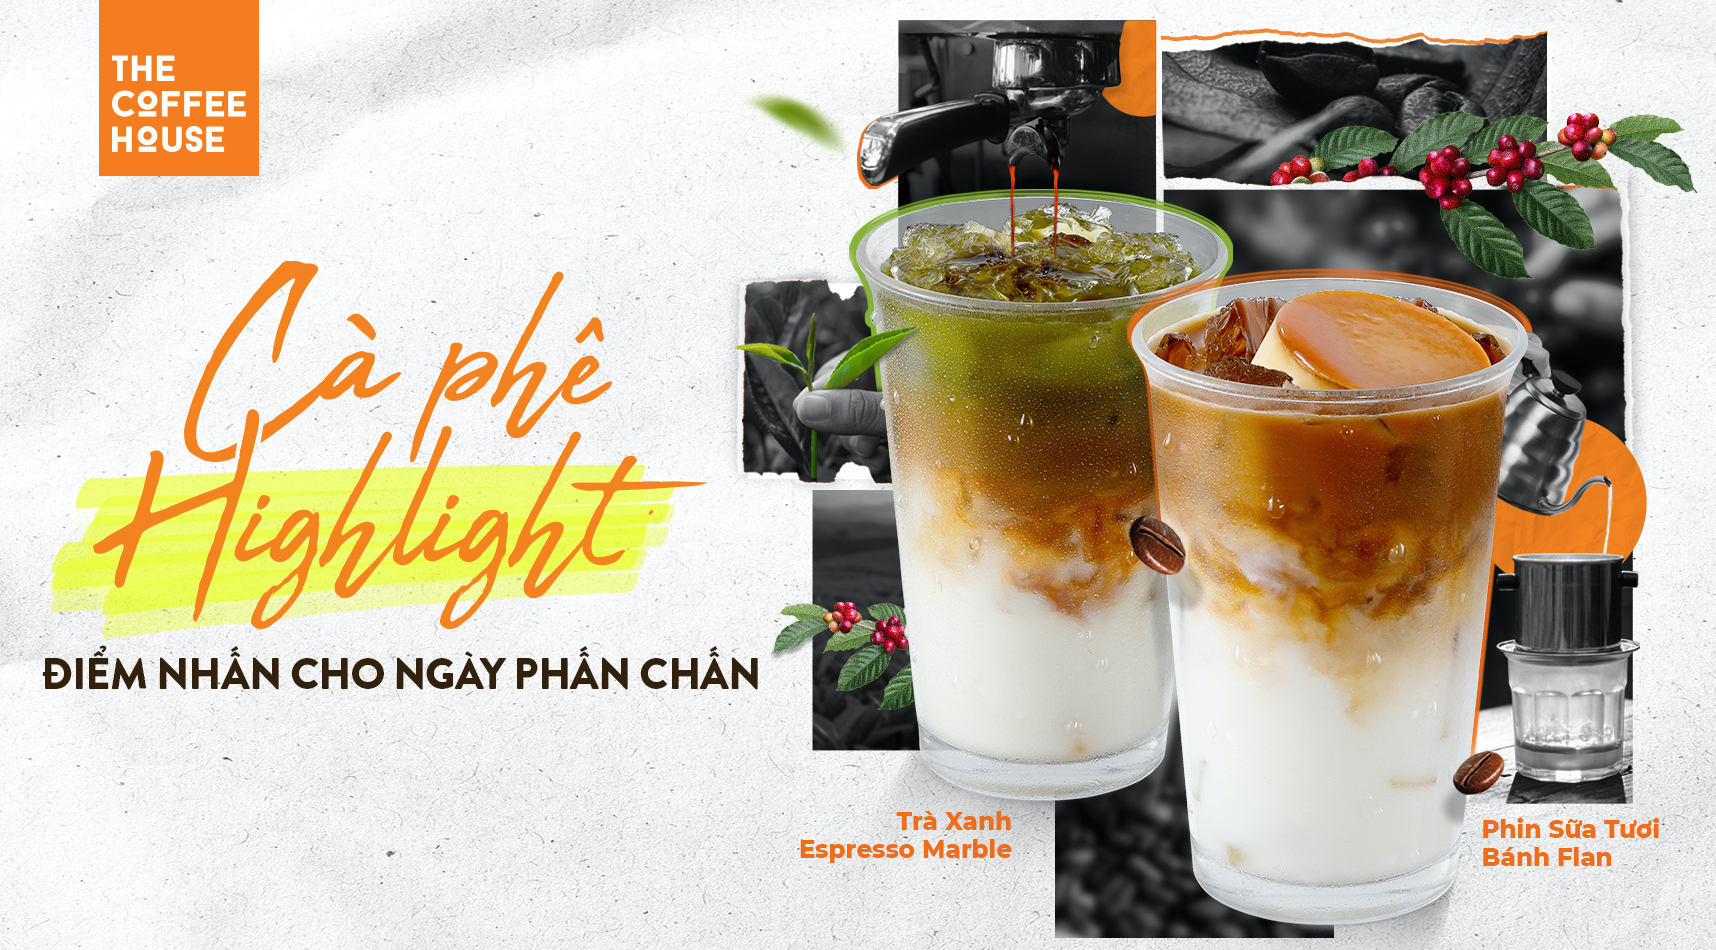 THE
COFFEE
HOUSE
Cà phê
Highlight
ĐIỂM NHẤN CHO NGÀY PHẤN CHẤN
Trà Xanh
Espresso Marble
Phin Sữa Tươi
Bánh Flan